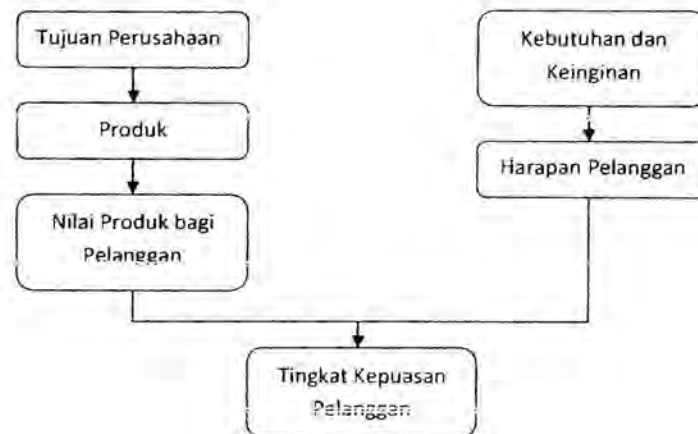 Tujuan Perusahaan
Produk
Nilai Produk bagi
Pelanggan
Kebutuhan dan
Keinginan
Harapan Pelanggan
Tingkat Kepuasan
Pelanggan